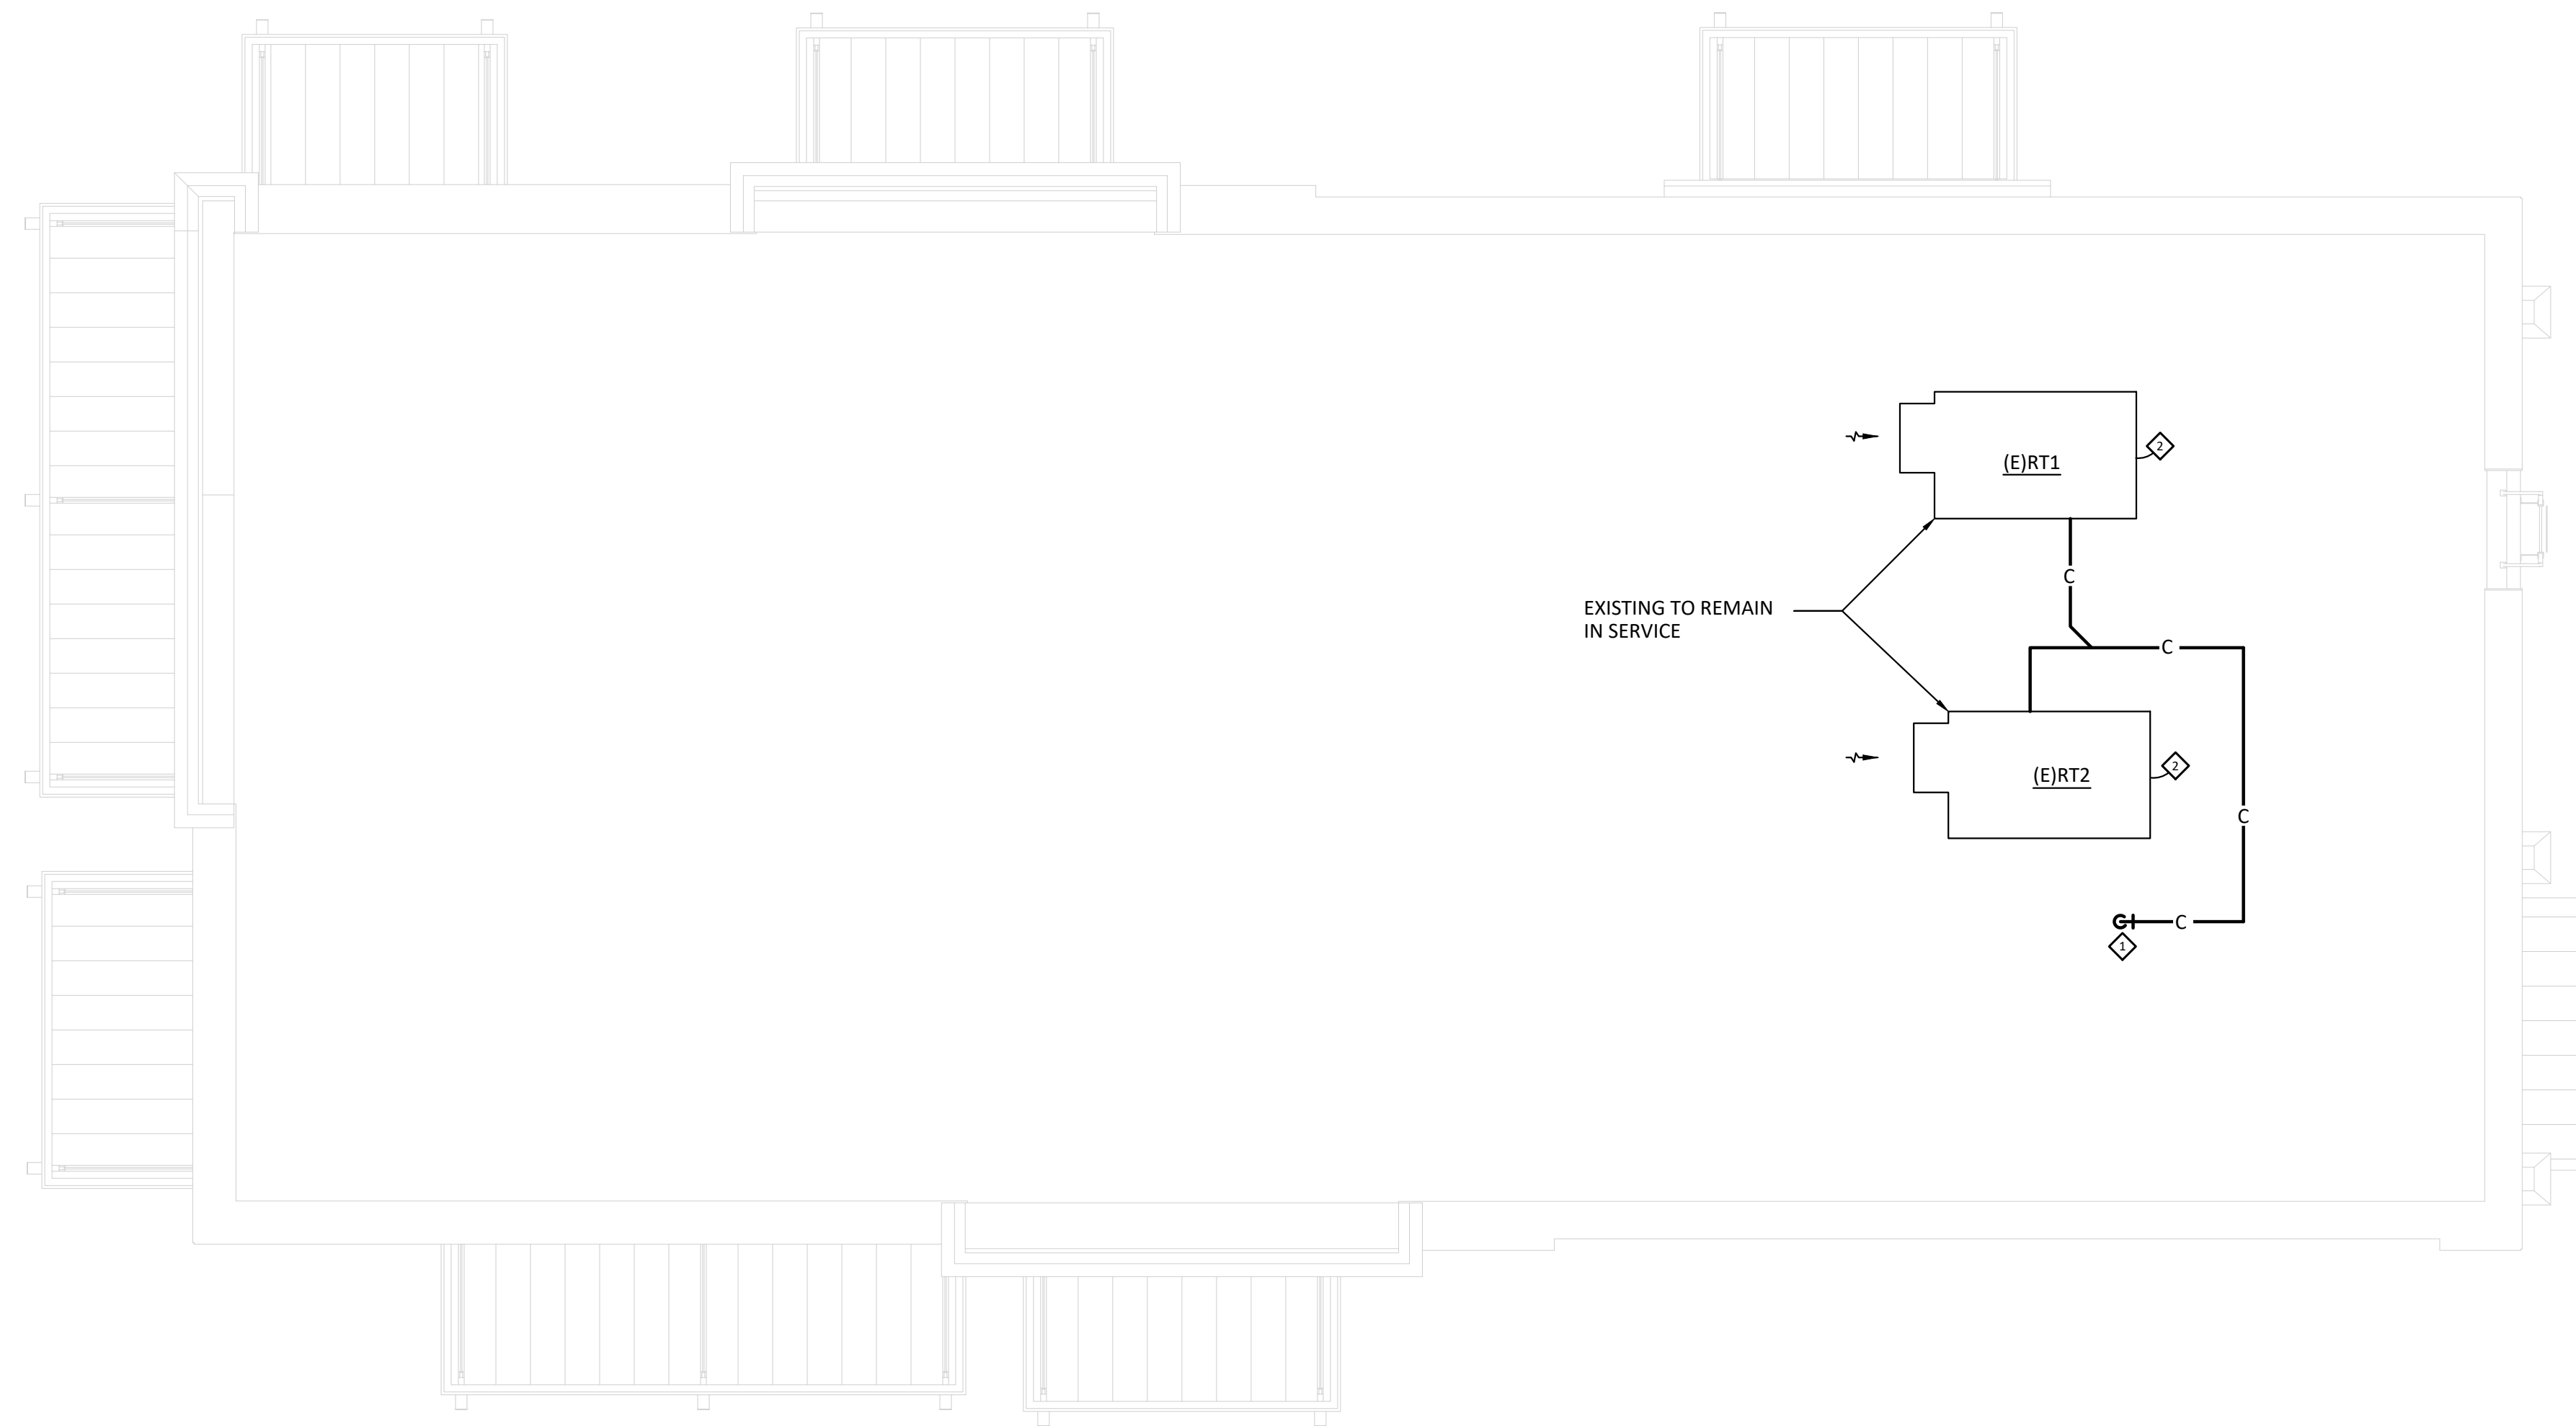 (E)RT1
2
C
EXISTING TO REMAIN
IN SERVICE
C
(E)RT2
2
C
C
1